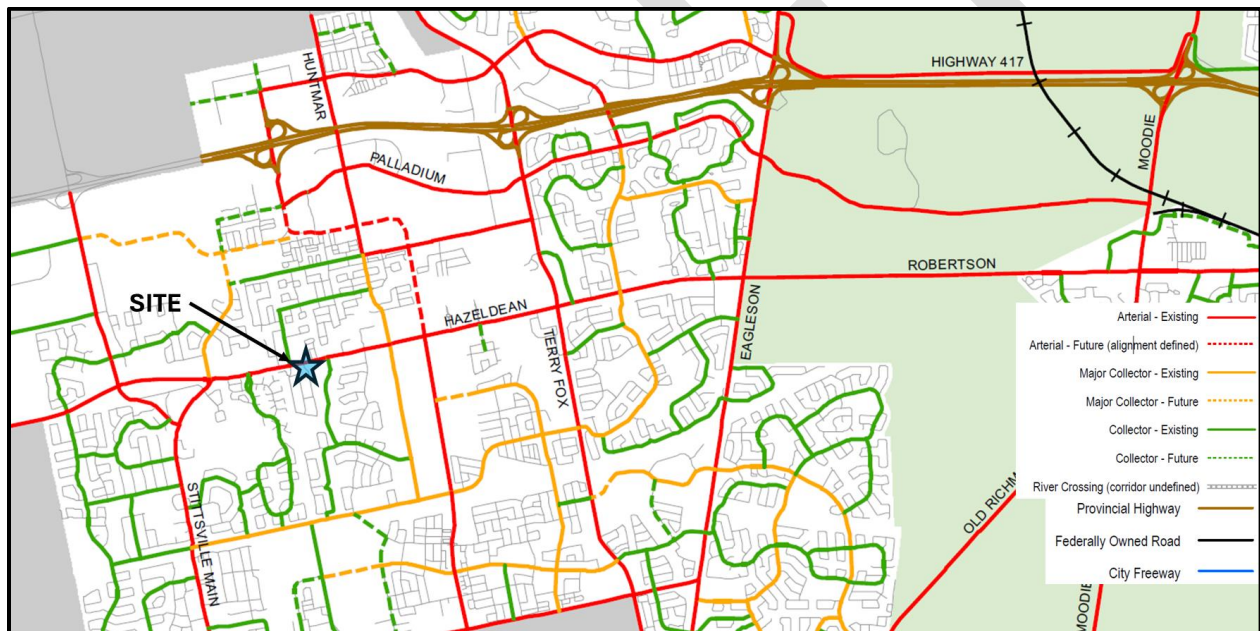 HUNTMAR
HIGHWAY 417
MOODIE
PALLADIUM
ROBERTSON
SITE
HAZELDEAN
EAGLESON
TERRY FOX
STITTSVILLE MAIN
OLD RICHM
MOODIE
Arterial - Existing
Arterial - Future (alignment defined)
Major Collector - Existing
Major Collector - Future
Collector - Existing
Collector - Future
River Crossing (corridor undefined)
Provincial Highway
Federally Owned Road
City Freeway